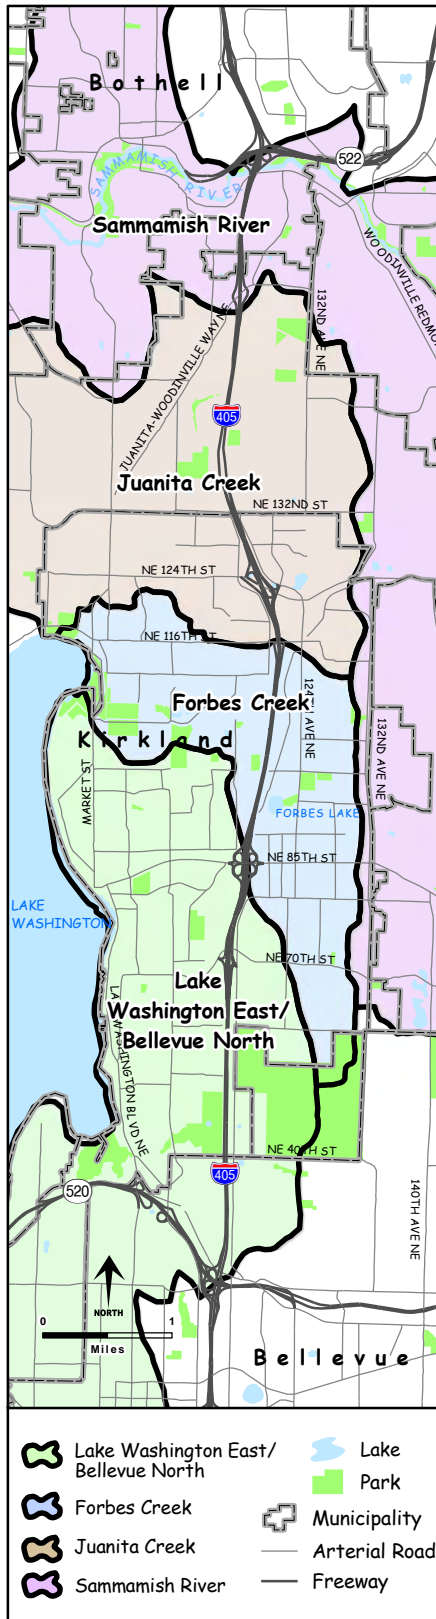 Bothell
522
SAMMAMISH RIVER
Sammamish River
WOODINVILLE REDMO
132ND AVE NE
JUANITA-WOODINVILLE WAY NE
405
Juanita Creek
NE 132ND ST
NE 124TH ST
NE 116TH ST
Forbes Creek
124TH AVE NE
Kirkland
132ND AVE NE
MARKET ST
FORBES LAKE
NE 85TH ST
LAKE
WASHINGTON
NE 70TH ST
Lake
Washington East/
Bellevue North
LAKE WASHINGTON BLVD NE
NE 40TH ST
405
520
140TH AVE NE
NORTH
0 1
Miles
Bellevue
Lake Washington East/
Bellevue North
Forbes Creek
Juanita Creek
Sammamish River
Lake
Park
Municipality
Arterial Road
Freeway